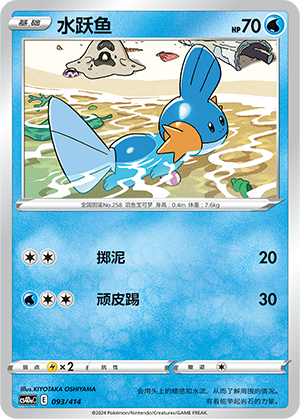 基础 水跃鱼 HP70
全国图鉴No.258 沼鱼宝可梦 身高：0.4m 体重：7.6kg
掷泥 20
顽皮踢 30
弱点 ×2 抗性 撤退
Illus.KIYOTAKA OSHIYAMA
会用头上的鳍感知水流，从而了解周围的情况。
CS4DaC E 093/414
有着能举起岩石的力量。
©2024 Pokémon/Nintendo/Creatures/GAME FREAK